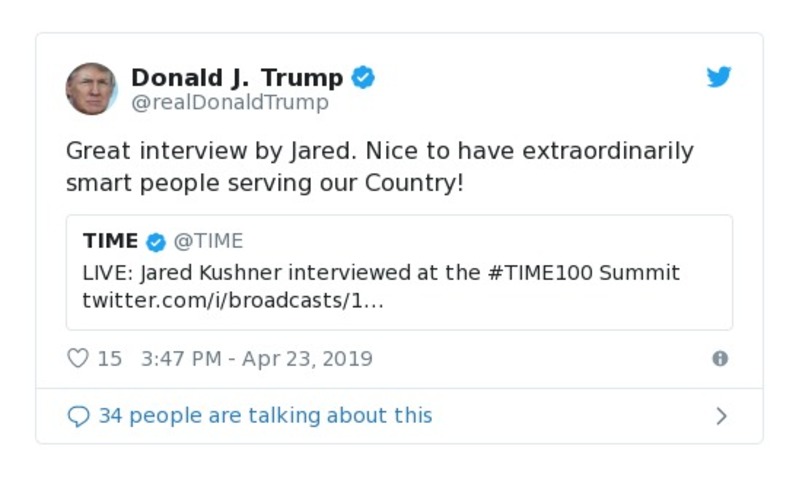 Donald J. Trump
@realDonaldTrump
Great interview by Jared. Nice to have extraordinarily
smart people serving our Country!
TIME @TIME
LIVE: Jared Kushner interviewed at the #TIME100 Summit
twitter.com/i/broadcasts/1...
15 3:47 PM - Apr 23, 2019
34 people are talking about this